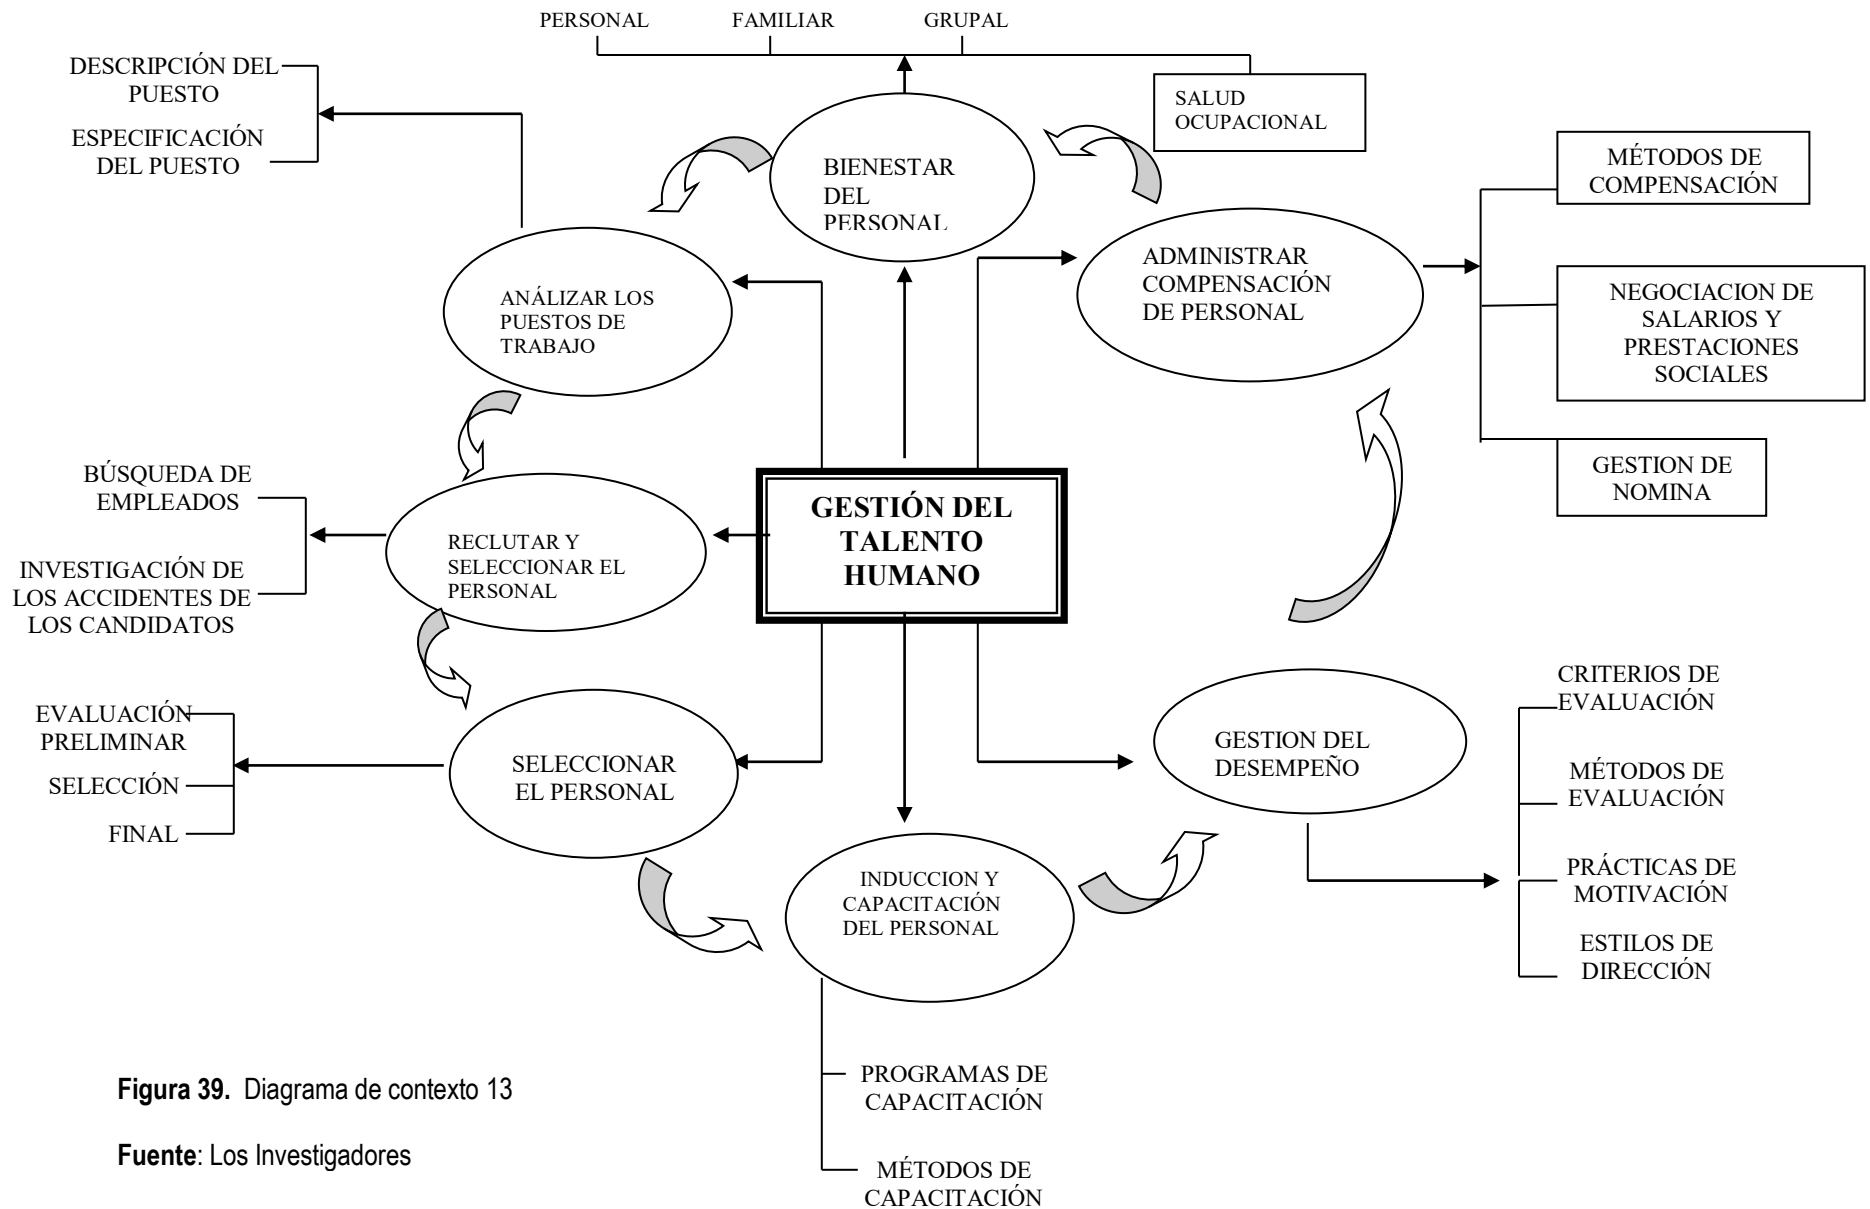 PERSONAL
FAMILIAR
GRUPAL
DESCRIPCIÓN DEL
PUESTO
ESPECIFICACIÓN
DEL PUESTO
SALUD
OCUPACIONAL
BIENESTAR
DEL
PERSONAL
MÉTODOS DE
COMPENSACIÓN
ADMINISTRAR
COMPENSACIÓN
DE PERSONAL
NEGOCIACION DE
SALARIOS Y
PRESTACIONES
SOCIALES
GESTION DE
NOMINA
ANÁLIZAR LOS
PUESTOS DE
TRABAJO
BÚSQUEDA DE
EMPLEADOS
INVESTIGACIÓN DE
LOS ACCIDENTES DE
LOS CANDIDATOS
RECLUTAR Y
SELECCIONAR EL
PERSONAL
GESTIÓN DEL
TALENTO
HUMANO
EVALUACIÓN
PRELIMINAR
SELECCIÓN
FINAL
SELECCIONAR
EL PERSONAL
GESTION DEL
DESEMPEÑO
CRITERIOS DE
EVALUACIÓN
MÉTODOS DE
EVALUACIÓN
PRÁCTICAS DE
MOTIVACIÓN
ESTILOS DE
DIRECCIÓN
INDUCCION Y
CAPACITACIÓN
DEL PERSONAL
PROGRAMAS DE
CAPACITACIÓN
MÉTODOS DE
CAPACITACIÓN
Figura 39. Diagrama de contexto 13
Fuente: Los Investigadores